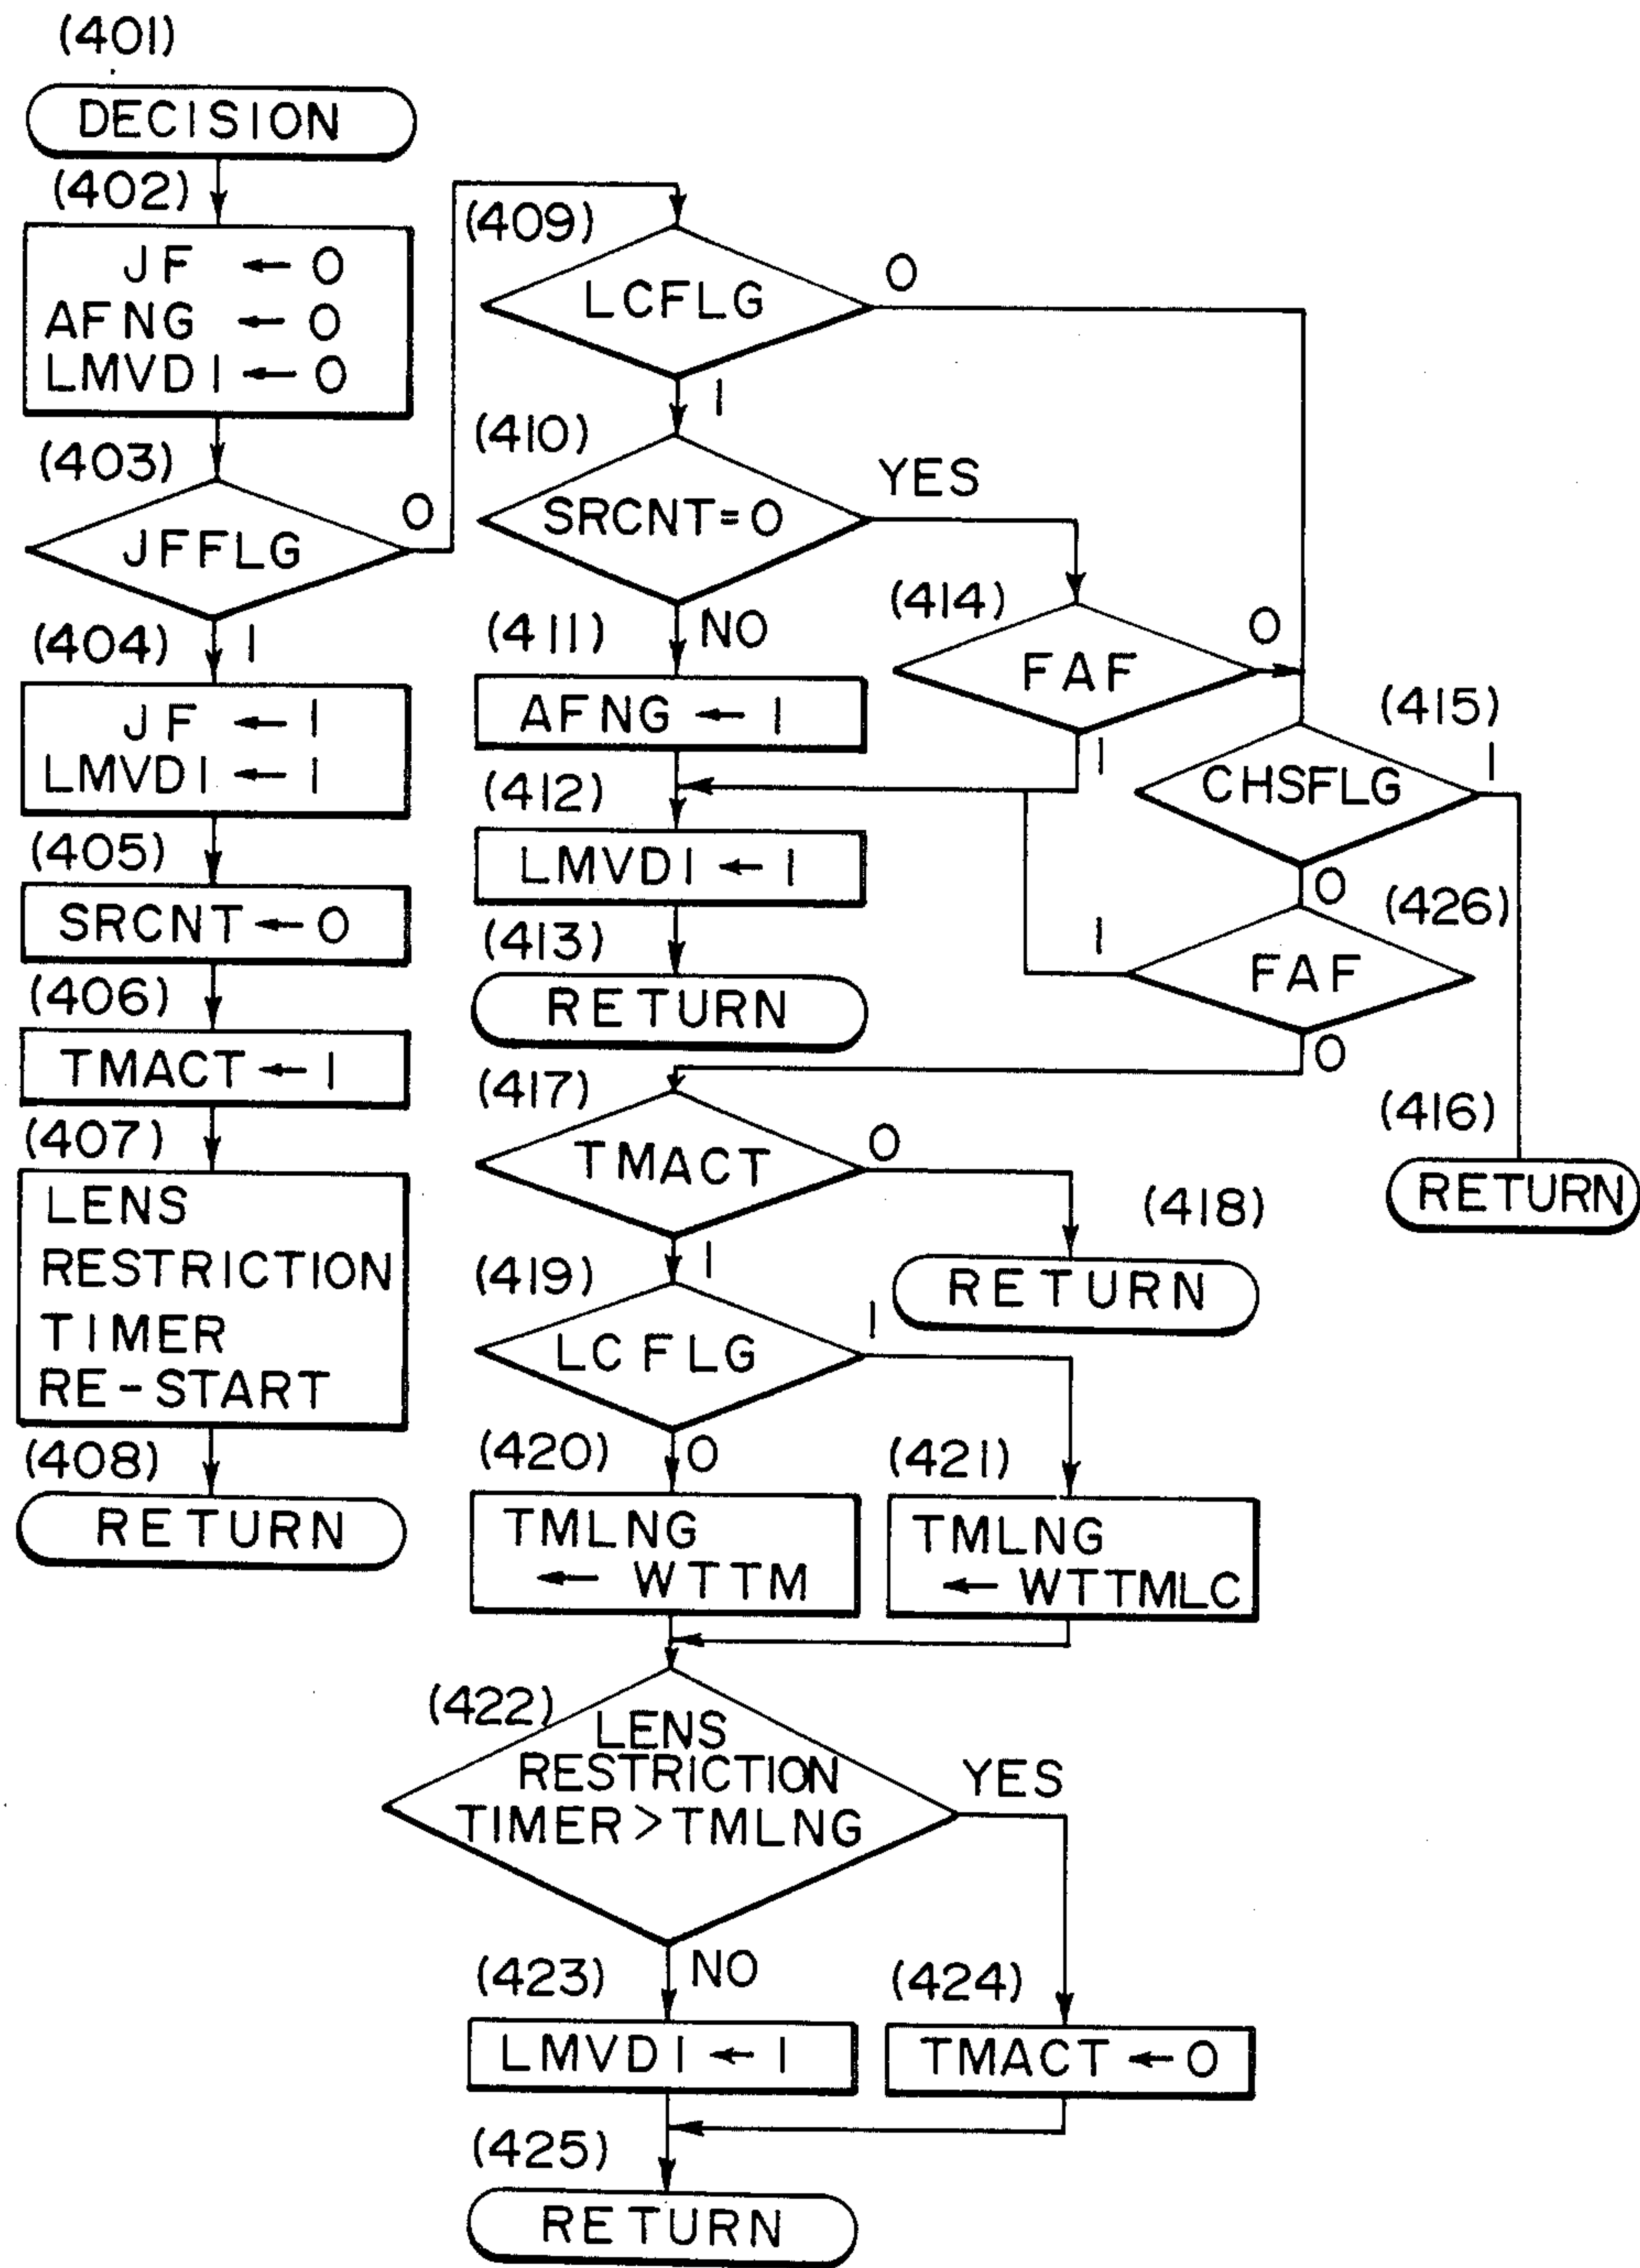 (401)
DECISION
(402)
JF ← 0
AFNG ← 0
LMVDI ← 0
(403)
JFFLG
0
1
(404)
JF ← 1
LMVDI ← 1
(405)
SRCNT ← 0
(406)
TMACT ← 1
(407)
LENS
RESTRICTION
TIMER
RE-START
(408)
RETURN
(409)
LCFLG
0
1
(410)
SRCNT=0
YES
NO
(411)
AFNG ← 1
(412)
LMVDI ← 1
(413)
RETURN
(414)
FAF
0
1
(415)
CHSFLG
1
0
(426)
FAF
1
0
(416)
RETURN
(417)
TMACT
0
1
(418)
RETURN
(419)
LCFLG
1
0
(420)
TMLNG
← WTTM
(421)
TMLNG
← WTTMLC
(422)
LENS
RESTRICTION
TIMER>TMLNG
YES
NO
(423)
LMVDI ← 1
(424)
TMACT ← 0
(425)
RETURN